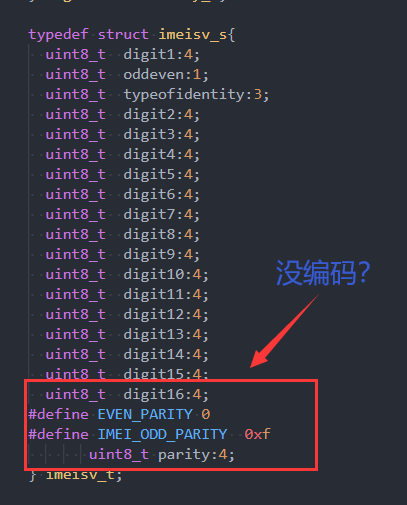 typedef struct imeisv_s{
uint8_t digit1:4;
uint8_t oddeven:1;
uint8_t typeofidentity:3;
uint8_t digit2:4;
uint8_t digit3:4;
uint8_t digit4:4;
uint8_t digit5:4;
uint8_t digit6:4;
uint8_t digit7:4;
uint8_t digit8:4;
uint8_t digit9:4;
uint8_t digit10:4;
uint8_t digit11:4;
uint8_t digit12:4;
没编码?
uint8_t digit13:4;
uint8_t digit14:4;
uint8_t digit15:4;
uint8_t digit16:4;
#define EVEN_PARITY 0
#define IMEI_ODD_PARITY 0xf
uint8_t parity:4;
} imeisv_t;